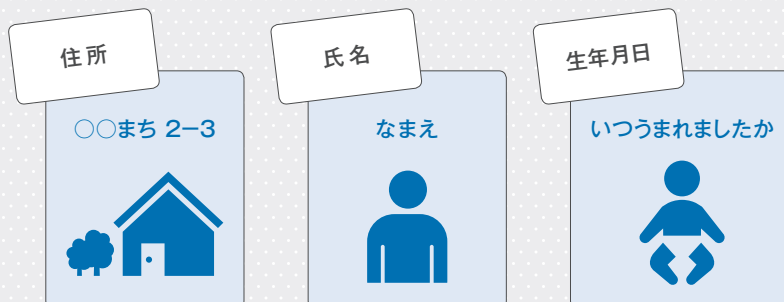 住所
○○まち 2−3
氏名
なまえ
生年月日
いつうまれましたか